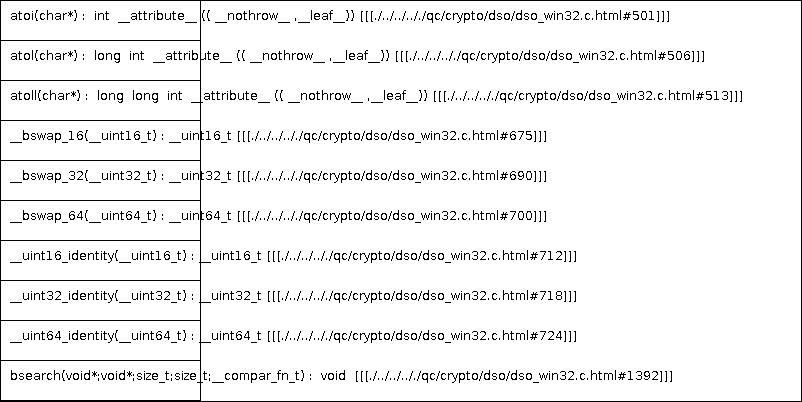 atoi(char*) : int __attribute__ (( __nothrow__ ,__leaf__)) [[[./../../././qc/crypto/dso/dso_win32.c.html#501]]]
atol(char*) : long int __attribute__ (( __nothrow__ ,__leaf__)) [[[./../../././qc/crypto/dso/dso_win32.c.html#506]]]
atoll(char*) : long long int __attribute__ (( __nothrow__ ,__leaf__)) [[[./../../././qc/crypto/dso/dso_win32.c.html#513]]]
__bswap_16(__uint16_t) : __uint16_t [[[./../../././qc/crypto/dso/dso_win32.c.html#675]]]
__bswap_32(__uint32_t) : __uint32_t [[[./../../././qc/crypto/dso/dso_win32.c.html#690]]]
__bswap_64(__uint64_t) : __uint64_t [[[./../../././qc/crypto/dso/dso_win32.c.html#700]]]
__uint16_identity(__uint16_t) : __uint16_t [[[./../../././qc/crypto/dso/dso_win32.c.html#712]]]
__uint32_identity(__uint32_t) : __uint32_t [[[./../../././qc/crypto/dso/dso_win32.c.html#718]]]
__uint64_identity(__uint64_t) : __uint64_t [[[./../../././qc/crypto/dso/dso_win32.c.html#724]]]
bsearch(void*;void*;size_t;size_t;__compar_fn_t) : void [[[./../../././qc/crypto/dso/dso_win32.c.html#1392]]]